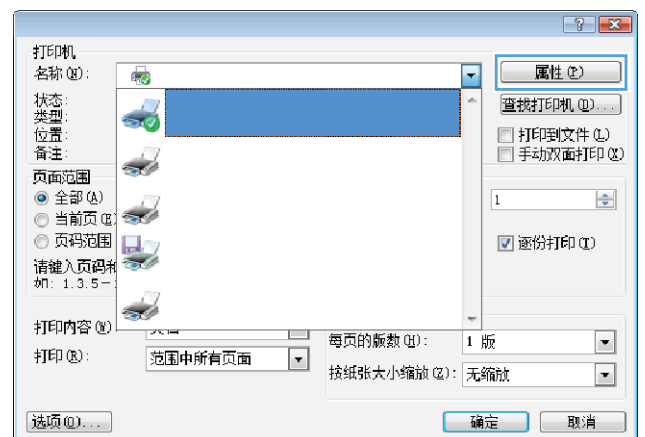 打印机
名称(N):
属性(P)
状态:
类型:
位置:
备注:
查找打印机(D)...
打印到文件(L)
手动双面打印(X)
页面范围
全部(A)
当前页(E)
页码范围
1
逐份打印(T)
请键入页码和
如: 1.3.5-
打印内容(W)
每页的版数(H):
1 版
打印(R):
范围中所有页面
按纸张大小缩放(Z):
无缩放
选项(O)...
确定
取消